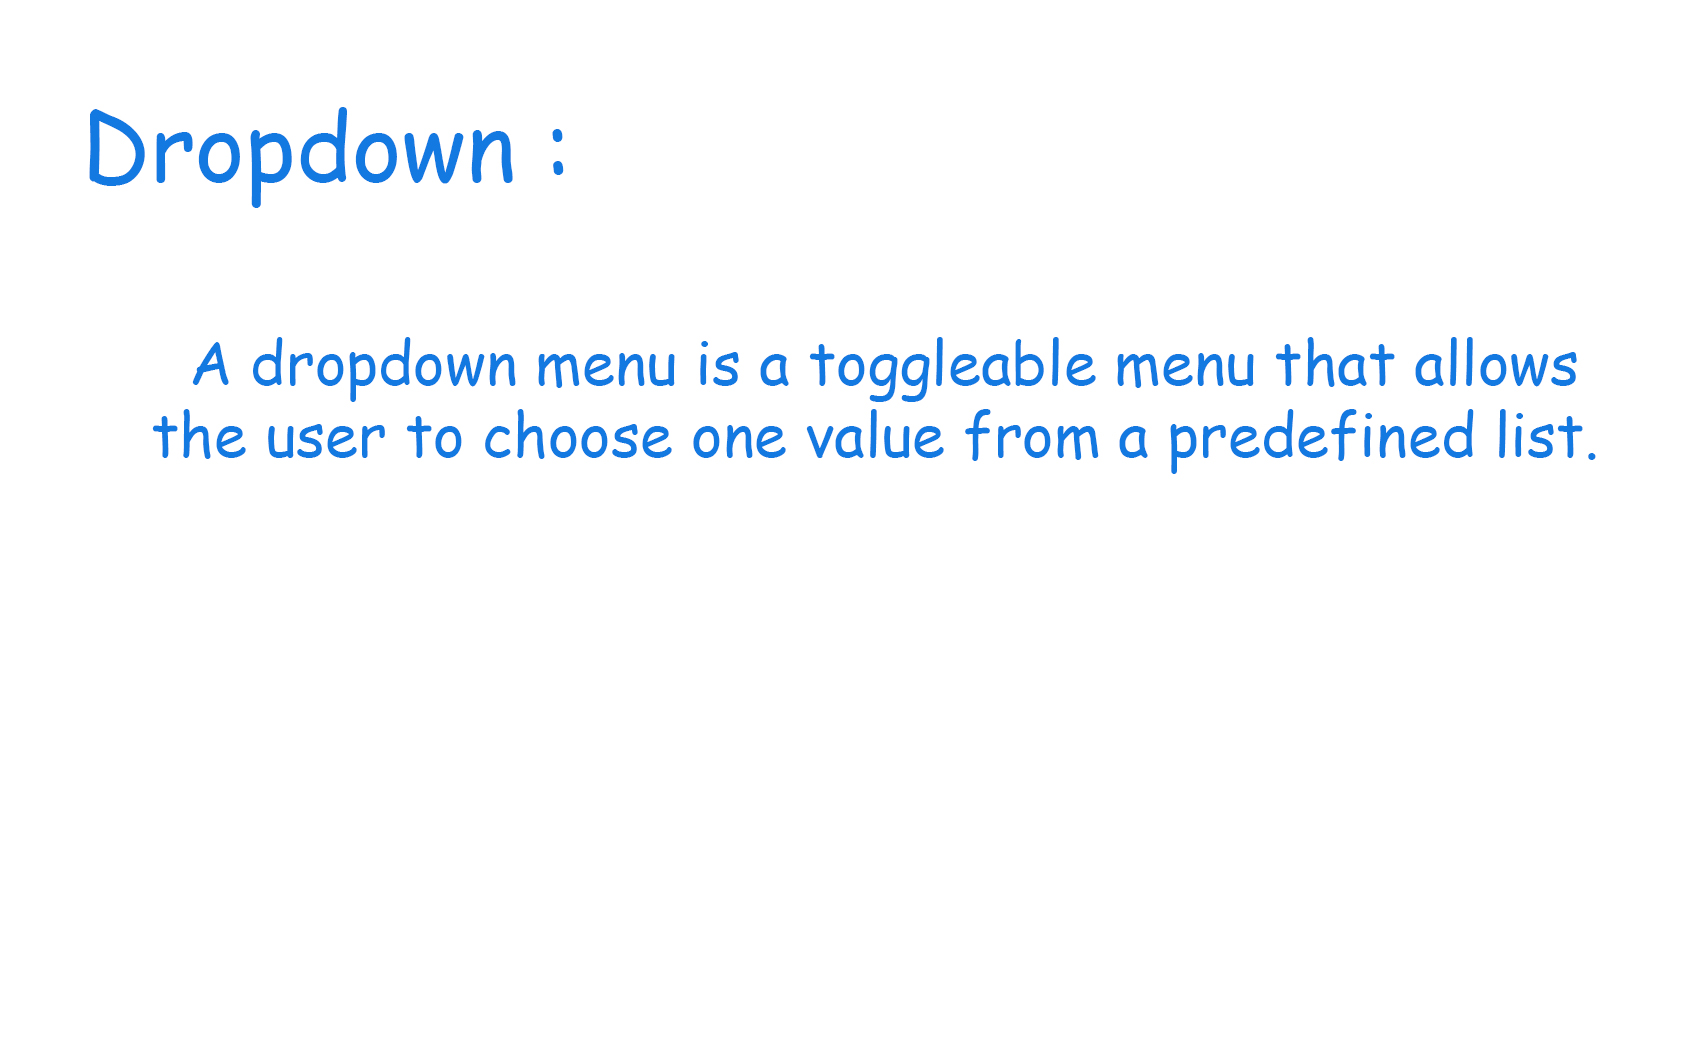 Dropdown :
A dropdown menu is a toggleable menu that allows
the user to choose one value from a predefined list.